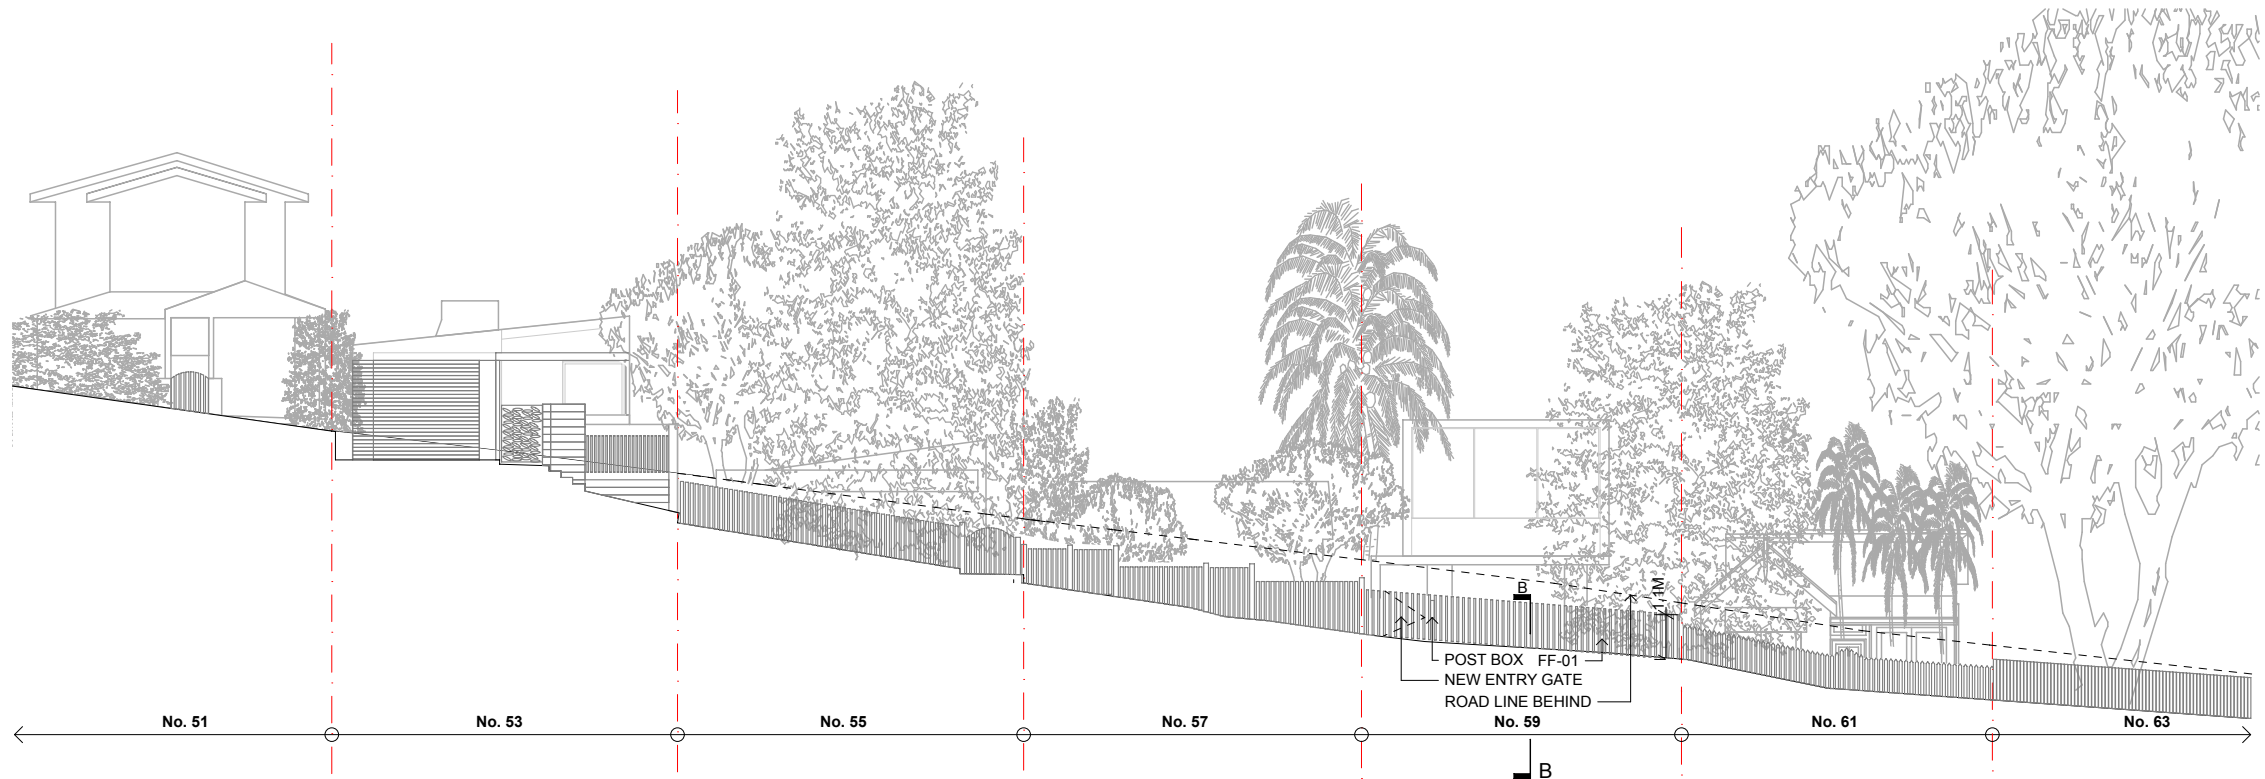 B
1.1M
POST BOX FF-01
NEW ENTRY GATE
ROAD LINE BEHIND
No. 51 No. 53 No. 55 No. 57 No. 59 No. 61 No. 63
B